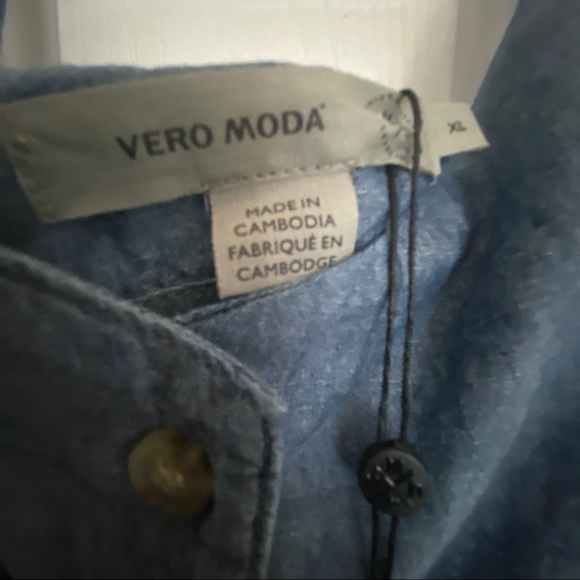 VERO MODA
XL
MADE IN
CAMBODIA
FABRIQUÉ EN
CAMBODGE